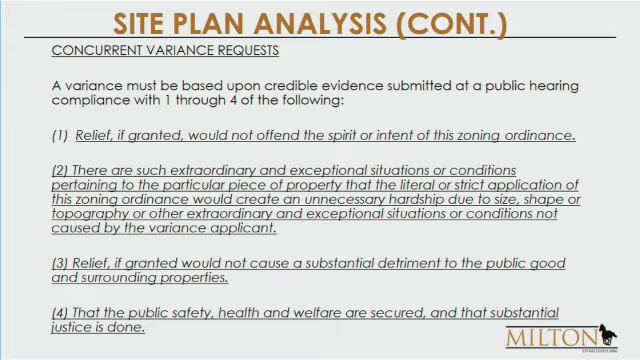 SITE PLAN ANALYSIS (CONT.)
CONCURRENT VARIANCE REQUESTS
A variance must be based upon credible evidence submitted at a public hearing
compliance with 1 through 4 of the following:
(1) Relief, if granted, would not offend the spirit or intent of this zoning ordinance.
(2) There are such extraordinary and exceptional situations or conditions
pertaining to the particular piece of property that the literal or strict application of
this zoning ordinance would create an unnecessary hardship due to size, shape or
topography or other extraordinary and exceptional situations or conditions not
caused by the variance applicant.
(3) Relief, if granted would not cause a substantial detriment to the public good
and surrounding properties.
(4) That the public safety, health and welfare are secured, and that substantial
justice is done.
MILTON
ESTABLISHED 2006